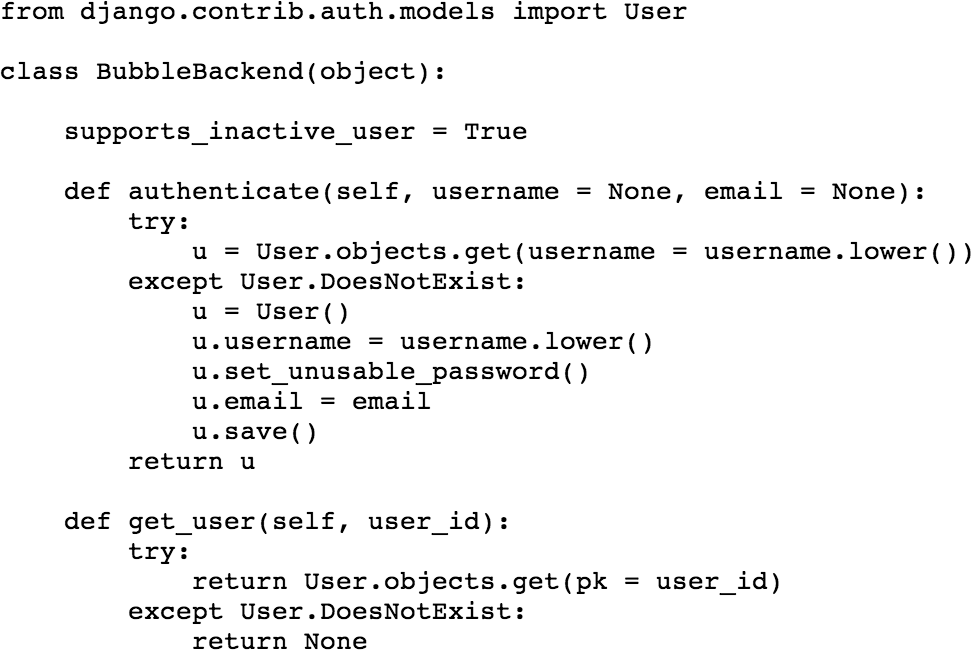 from django.contrib.auth.models import User

class BubbleBackend(object):

    supports_inactive_user = True

    def authenticate(self, username = None, email = None):
        try:
            u = User.objects.get(username = username.lower())
        except User.DoesNotExist:
            u = User()
            u.username = username.lower()
            u.set_unusable_password()
            u.email = email
            u.save()
        return u

    def get_user(self, user_id):
        try:
            return User.objects.get(pk = user_id)
        except User.DoesNotExist:
            return None